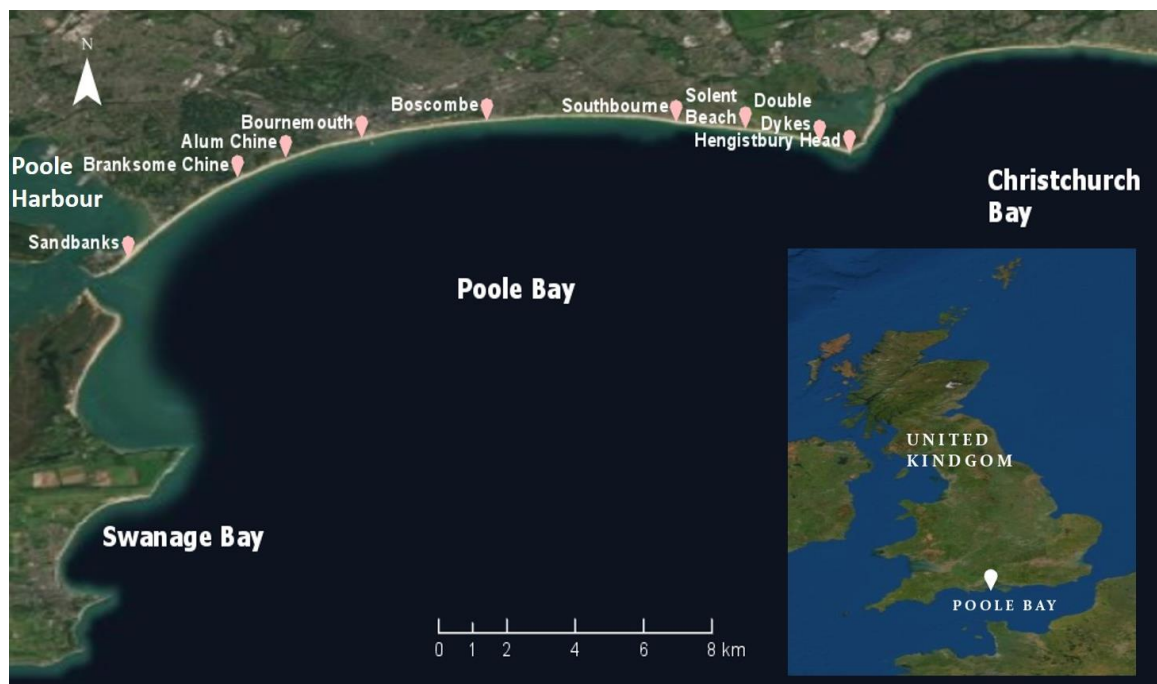 N
Boscombe
Southbourne
Solent
Beach
Double
Dykes
Bournemouth
Alum Chine
Hengistbury Head
Poole
Harbour
Branksome Chine
Christchurch
Bay
Sandbanks
Poole Bay
UNITED
KINDGOM
Swanage Bay
POOLE BAY
0 1 2 4 6 8 km